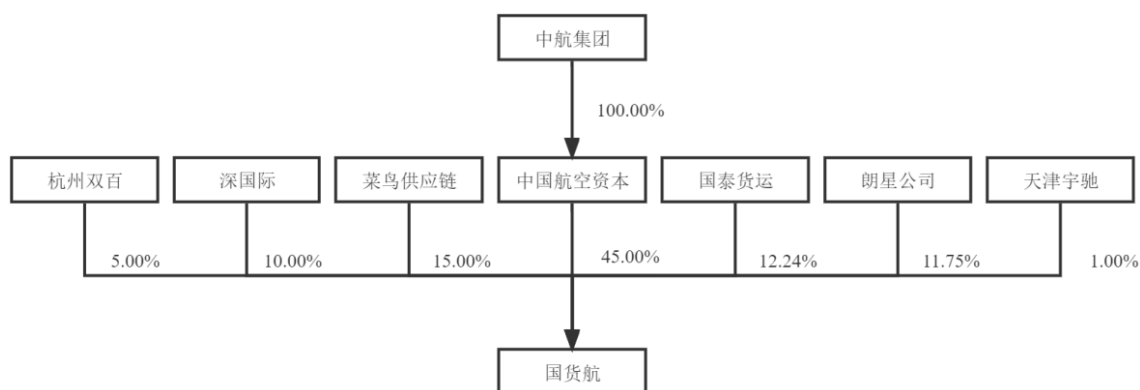 中航集团
100.00%
杭州双百
深国际
菜鸟供应链
中国航空资本
国泰货运
朗星公司
天津宇驰
5.00%
10.00%
15.00%
45.00%
12.24%
11.75%
1.00%
国货航